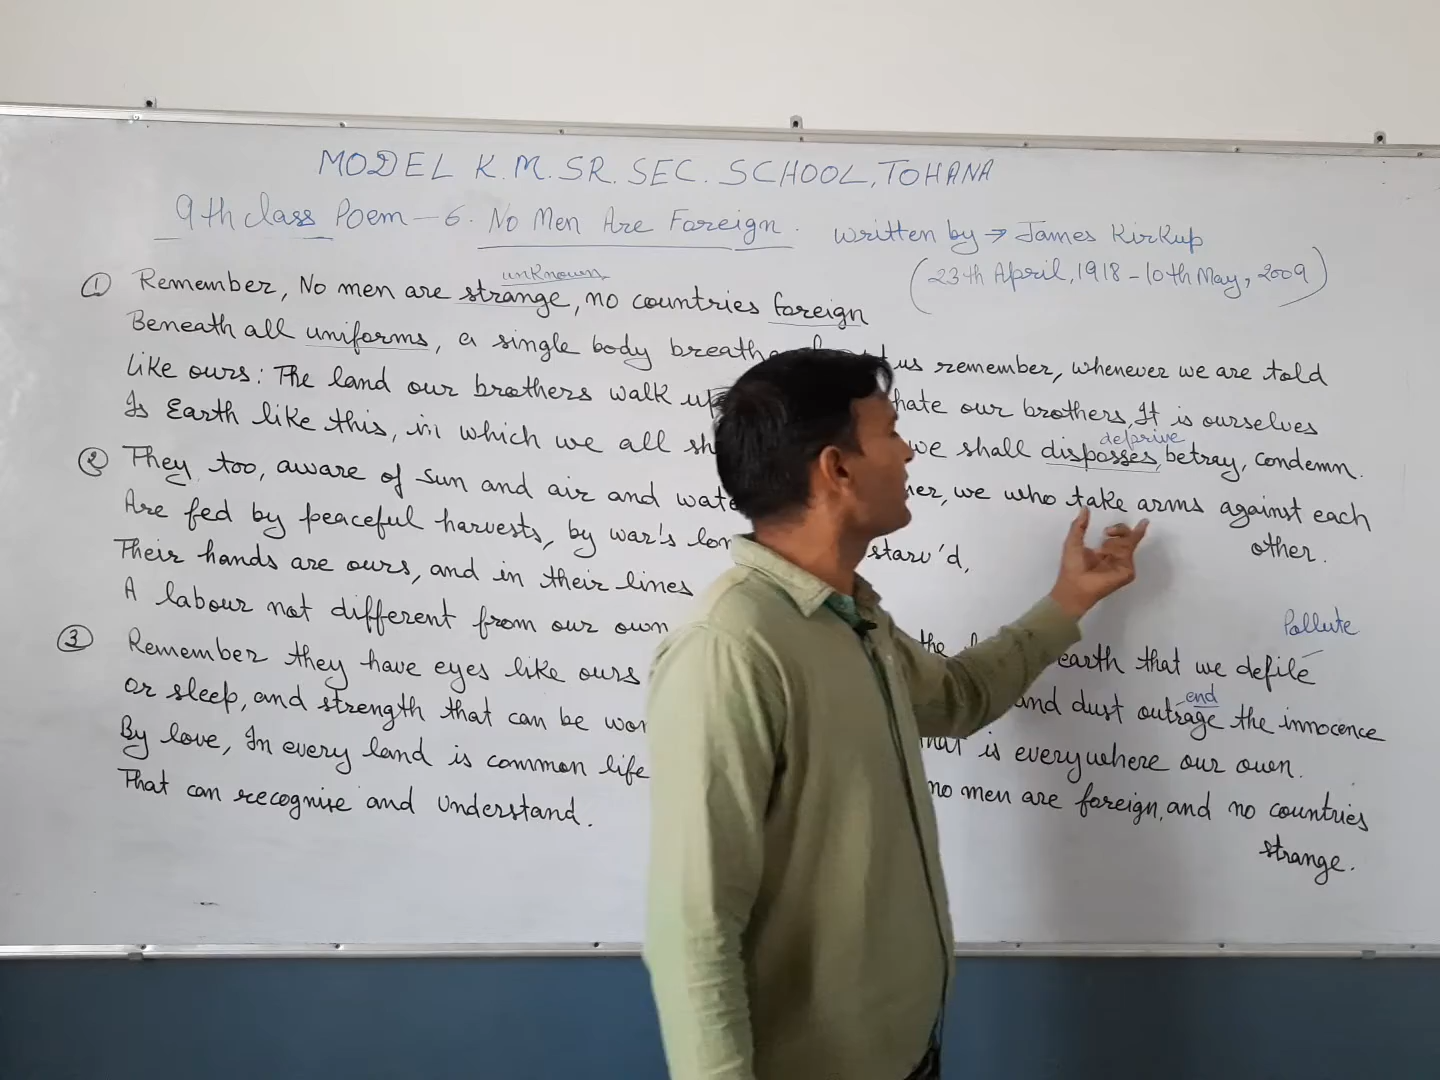 MODEL K.M. SR. SEC. SCHOOL, TOHANA
9th Class Poem - 6. No Men Are Foreign. written by → James Kirkup
(23th April, 1918 - 10th May, 2009)
unknown
① Remember, No men are strange, no countries foreign
Beneath all uniforms, a single body
Like ours: The land our brothers walk
Is Earth like this, in which we all
② They too, aware of sun and air and
Are fed by peaceful harvests, by war's
Their hands are ours, and in their lines
A labour not different from our own
③ Remember they have eyes like ours
or sleep, and strength that can be
By love, In every land is common life
That can recognise and understand.
us remember, whenever we are told
hate our brothers, It is ourselves
deprive
we shall disposses, betray, condemn.
we who take arms against each
other.
starv'd,
Pollute
the earth that we defile
end
and dust outrage the innocence
is everywhere our own.
no men are foreign, and no countries
strange.